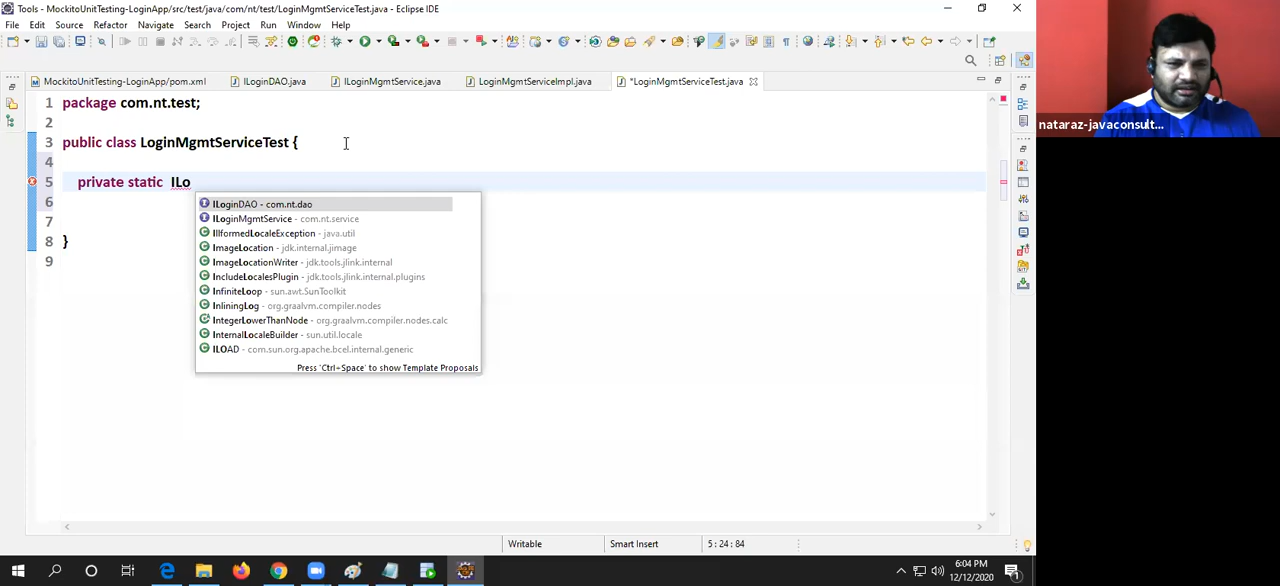 Tools - MockitoUnitTesting-LoginApp/src/test/java/com/nt/test/LoginMgmtServiceTest.java - Eclipse IDE
File Edit Source Refactor Navigate Search Project Run Window Help
MockitoUnitTesting-LoginApp/pom.xml ILoginDAO.java ILoginMgmtService.java LoginMgmtServiceImpl.java *LoginMgmtServiceTest.java
1 package com.nt.test;
2
3 public class LoginMgmtServiceTest {
4
5 private static ILo
6
7
8 }
9
ILoginDAO - com.nt.dao
ILoginMgmtService - com.nt.service
IllformedLocaleException - java.util
ImageLocation - jdk.internal.jimage
ImageLocationWriter - jdk.tools.jlink.internal
IncludeLocalesPlugin - jdk.tools.jlink.internal.plugins
InfiniteLoop - sun.awt.SunToolkit
InliningLog - org.graalvm.compiler.nodes
IntegerLowerThanNode - org.graalvm.compiler.nodes.calc
InternalLocaleBuilder - sun.util.locale
ILOAD - com.sun.org.apache.bcel.internal.generic
Press 'Ctrl+Space' to show Template Proposals
Writable Smart Insert 5 : 24 : 84
nataraz-javaconsult...
6:04 PM
12/12/2020